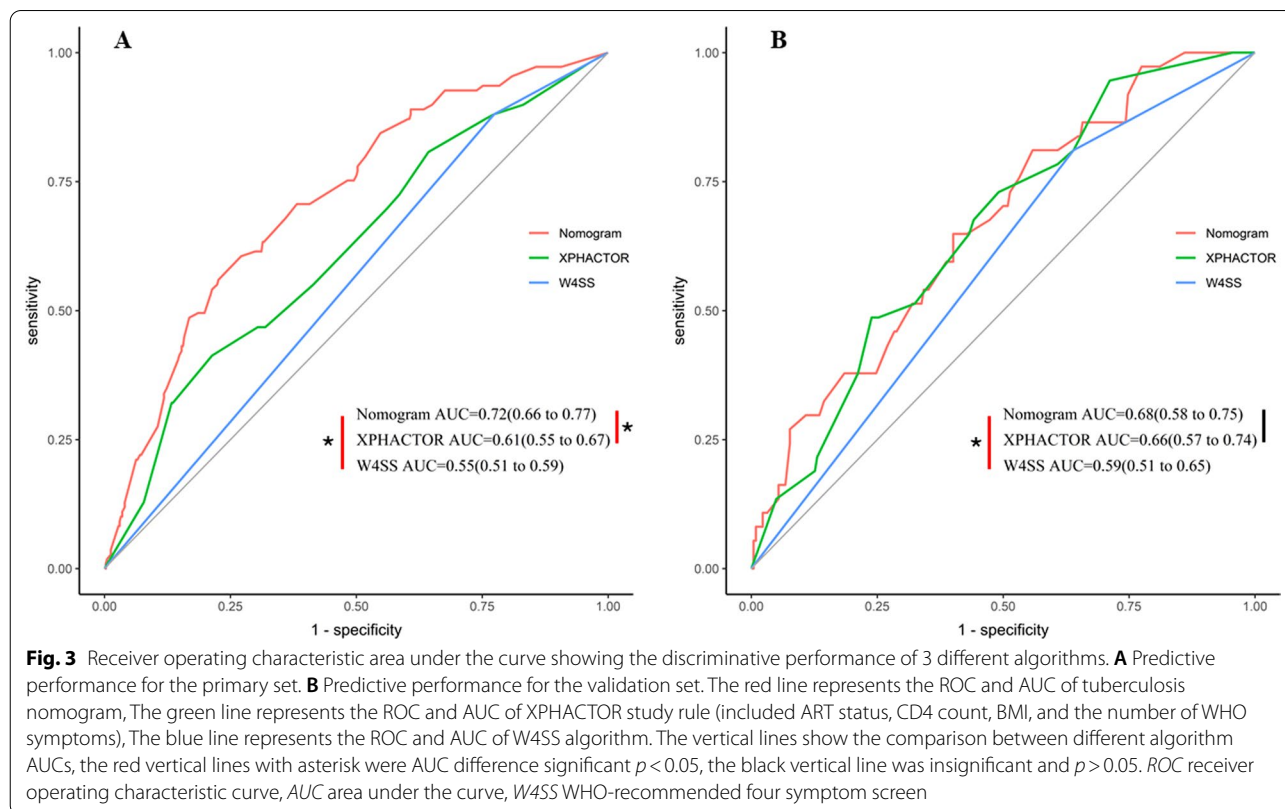 A
B
1.00
0.75
0.50
0.25
0.00
sensitivity
Nomogram
XPHACTOR
W4SS
Nomogram AUC=0.72(0.66 to 0.77)
XPHACTOR AUC=0.61(0.55 to 0.67)
W4SS AUC=0.55(0.51 to 0.59)
*
*
0.00 0.25 0.50 0.75 1.00
1 - specificity
1.00
0.75
0.50
0.25
0.00
sensitivity
Nomogram
XPHACTOR
W4SS
Nomogram AUC=0.68(0.58 to 0.75)
XPHACTOR AUC=0.66(0.57 to 0.74)
W4SS AUC=0.59(0.51 to 0.65)
*
0.00 0.25 0.50 0.75 1.00
1 - specificity
Fig. 3 Receiver operating characteristic area under the curve showing the discriminative performance of 3 different algorithms. A Predictive
performance for the primary set. B Predictive performance for the validation set. The red line represents the ROC and AUC of tuberculosis
nomogram, The green line represents the ROC and AUC of XPHACTOR study rule (included ART status, CD4 count, BMI, and the number of WHO
symptoms), The blue line represents the ROC and AUC of W4SS algorithm. The vertical lines show the comparison between different algorithm
AUCs, the red vertical lines with asterisk were AUC difference significant p < 0.05, the black vertical line was insignificant and p > 0.05. ROC receiver
operating characteristic curve, AUC area under the curve, W4SS WHO-recommended four symptom screen